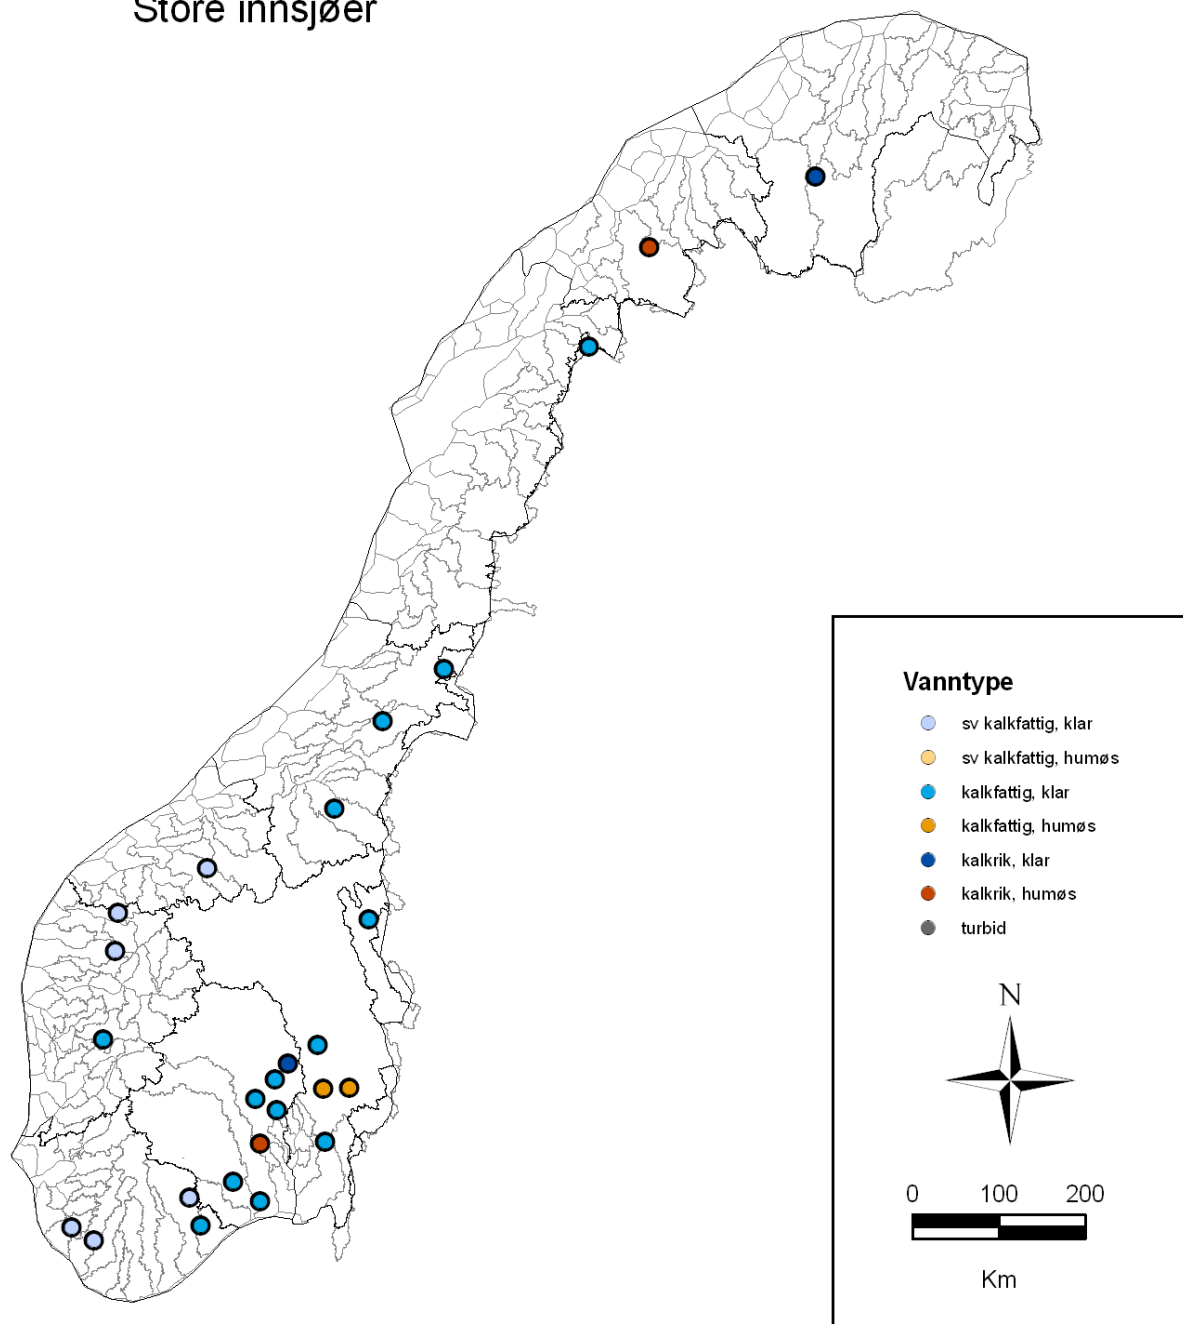 Store innsjøer
Vanntype
sv kalkfattig, klar
sv kalkfattig, humøs
kalkfattig, klar
kalkfattig, humøs
kalkrik, klar
kalkrik, humøs
turbid
N
0 100 200
Km